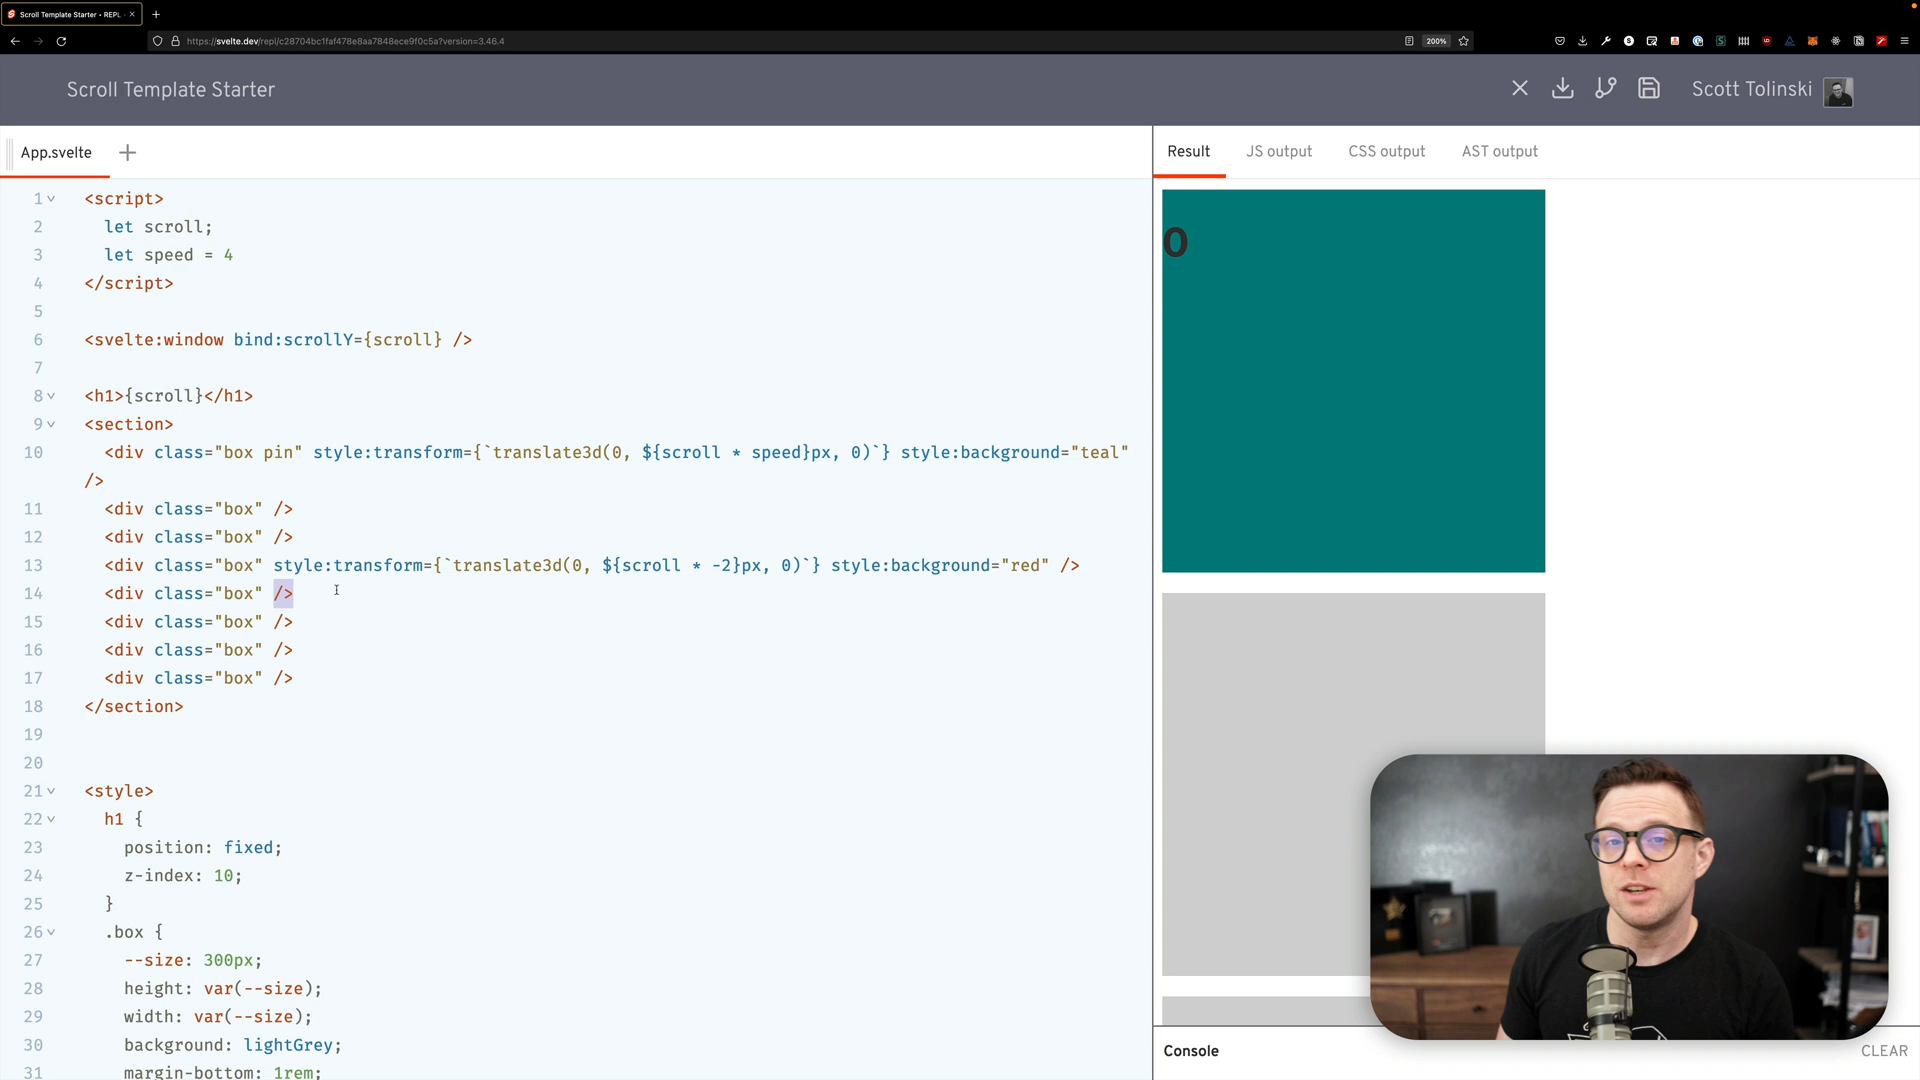 Scroll Template Starter • REPL
https://svelte.dev/repl/c28704bc1faf478e8aa7848ece9f0c5a?version=3.46.4
200%
Scroll Template Starter
Scott Tolinski
App.svelte
Result
JS output
CSS output
AST output
1 <script>
2 let scroll;
3 let speed = 4
4 </script>
5
6 <svelte:window bind:scrollY={scroll} />
7
8 <h1>{scroll}</h1>
9 <section>
10 <div class="box pin" style:transform={`translate3d(0, ${scroll * speed}px, 0)`} style:background="teal"
/>
11 <div class="box" />
12 <div class="box" />
13 <div class="box" style:transform={`translate3d(0, ${scroll * -2}px, 0)`} style:background="red" />
14 <div class="box" />
15 <div class="box" />
16 <div class="box" />
17 <div class="box" />
18 </section>
19
20
21 <style>
22 h1 {
23 position: fixed;
24 z-index: 10;
25 }
26 .box {
27 --size: 300px;
28 height: var(--size);
29 width: var(--size);
30 background: lightGrey;
31 margin-bottom: 1rem;
0
Console
CLEAR